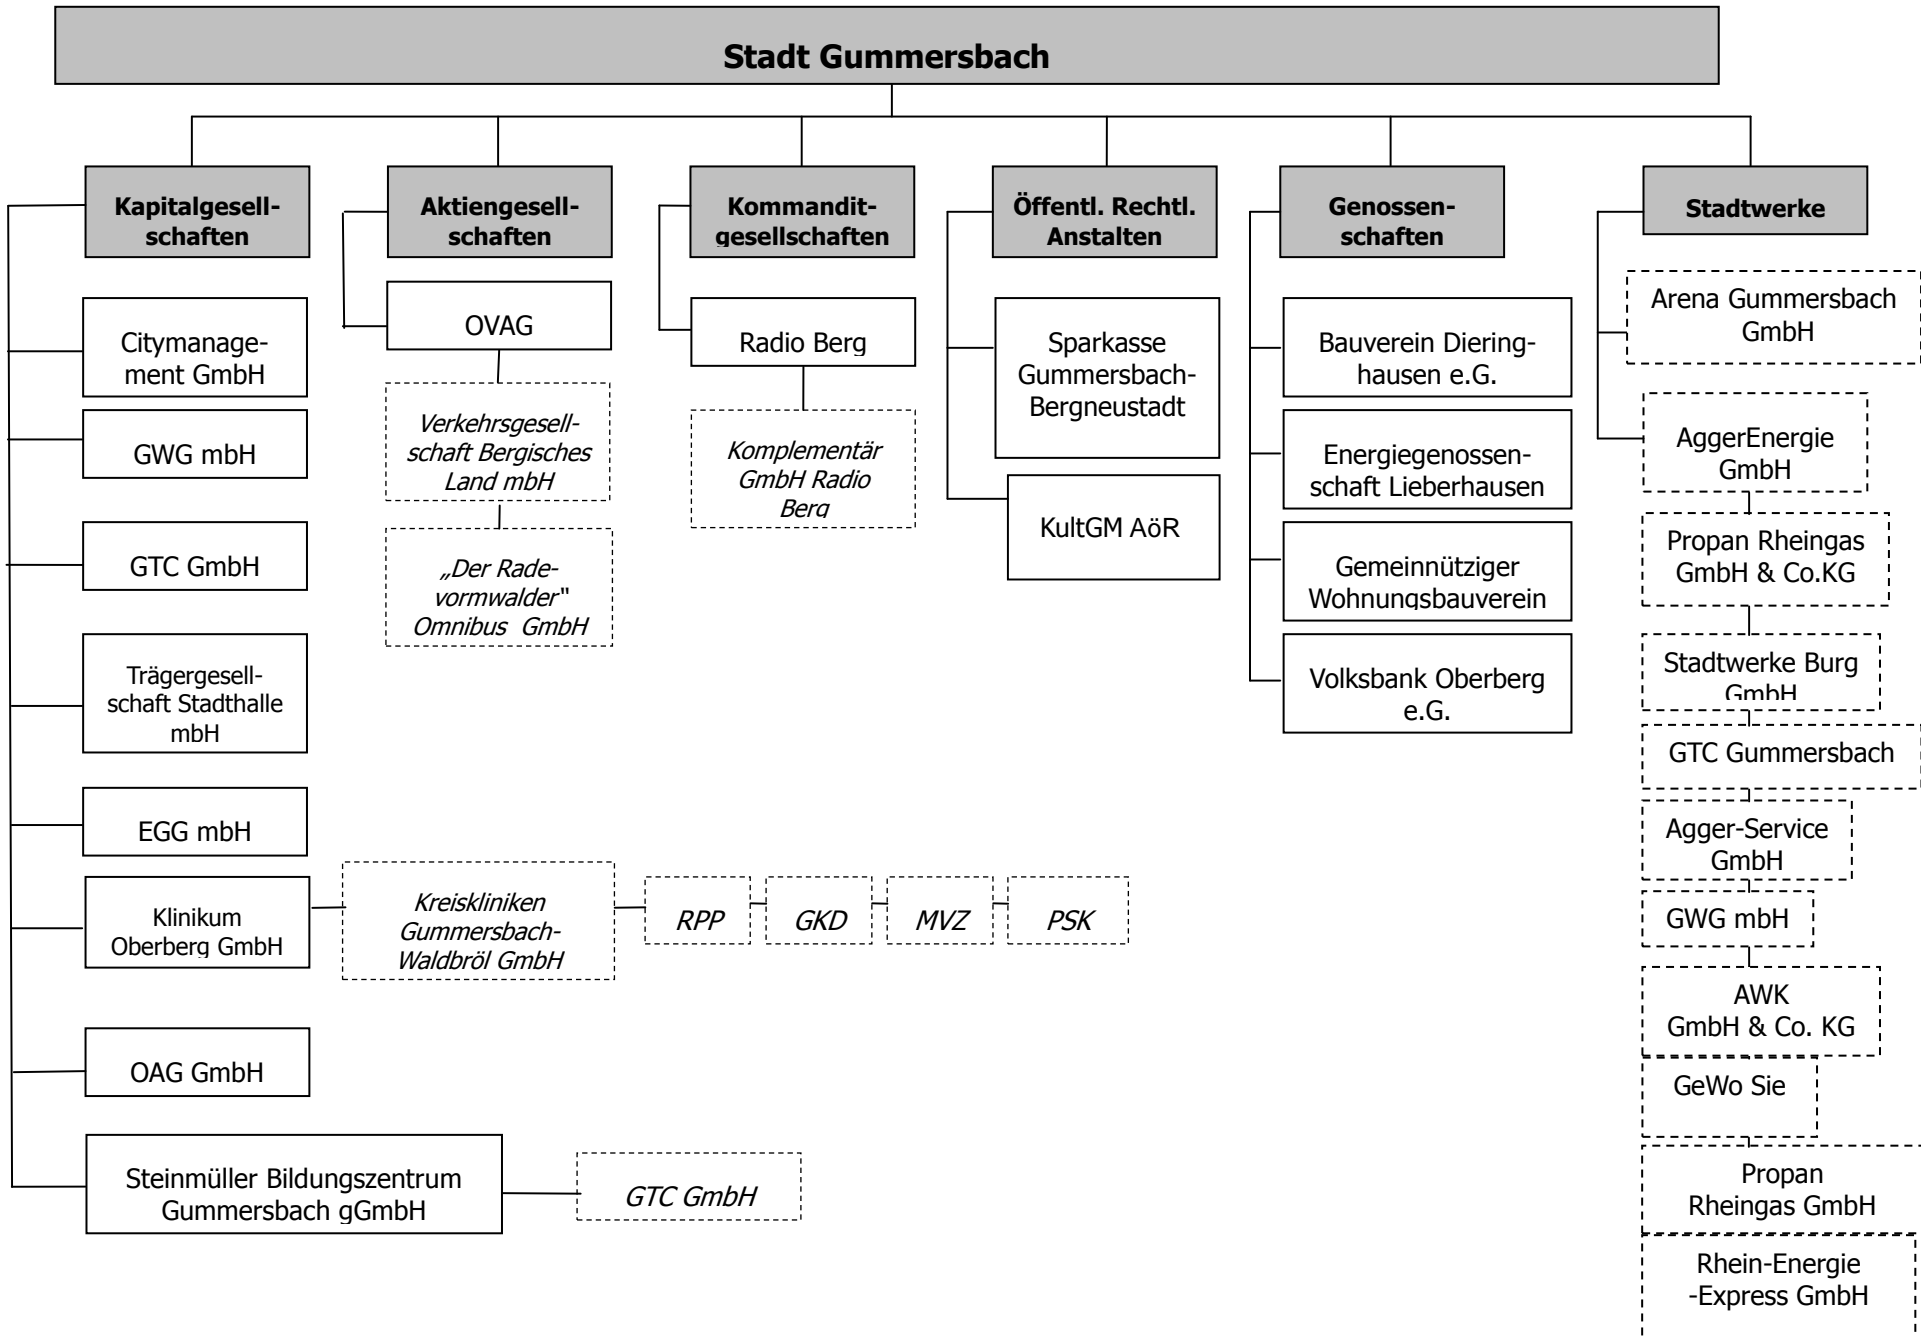 Stadt Gummersbach
Kapitalgesell-
schaften
Citymanage-
ment GmbH
GWG mbH
GTC GmbH
Trägergesell-
schaft Stadthalle
mbH
EGG mbH
Klinikum
Oberberg GmbH
Kreiskliniken
Gummersbach-
Waldbröl GmbH
RPP
GKD
MVZ
PSK
OAG GmbH
Steinmüller Bildungszentrum
Gummersbach gGmbH
GTC GmbH
Aktiengesell-
schaften
OVAG
Verkehrsgesell-
schaft Bergisches
Land mbH
„Der Rade-
vormwalder“
Omnibus GmbH
Kommandit-
gesellschaften
Radio Berg
Komplementär
GmbH Radio
Berg
Öffentl. Rechtl.
Anstalten
Sparkasse
Gummersbach-
Bergneustadt
KultGM AöR
Genossen-
schaften
Bauverein Diering-
hausen e.G.
Energiegenossen-
schaft Lieberhausen
Gemeinnütziger
Wohnungsbauverein
Volksbank Oberberg
e.G.
Stadtwerke
Arena Gummersbach
GmbH
AggerEnergie
GmbH
Propan Rheingas
GmbH & Co.KG
Stadtwerke Burg
GmbH
GTC Gummersbach
Agger-Service
GmbH
GWG mbH
AWK
GmbH & Co. KG
GeWo Sie
Propan
Rheingas GmbH
Rhein-Energie
-Express GmbH